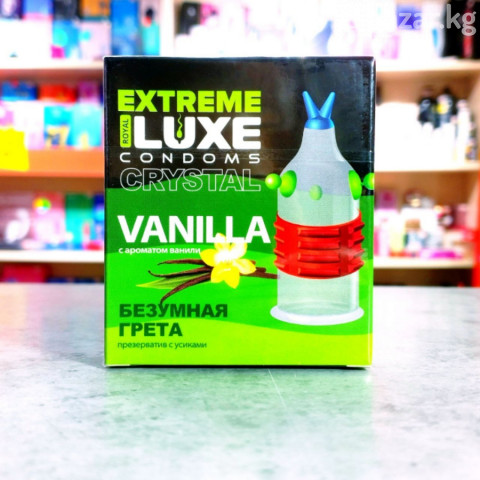 EXTREME
ROYAL
LUXE
CONDOMS
CRYSTAL
VANILLA
с ароматом ванили
БЕЗУМНАЯ
ГРЕТА
презерватив с усиками